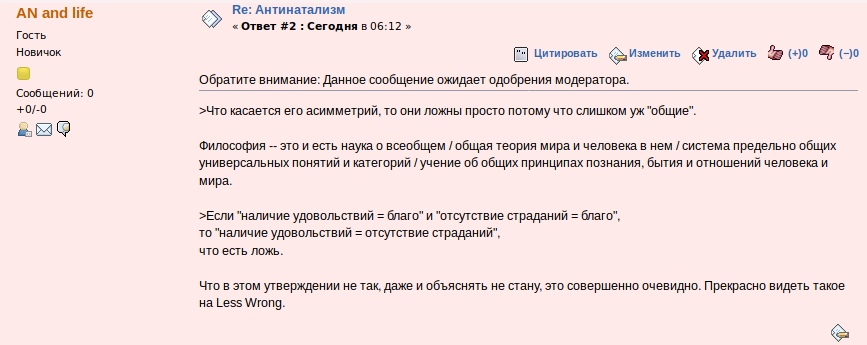 AN and life
Гость
Новичок
Сообщений: 0
+0/-0
Re: Антинатализм
« Ответ #2 : Сегодня в 06:12 »
Цитировать Изменить Удалить (+)0 (−)0
Обратите внимание: Данное сообщение ожидает одобрения модератора.
>Что касается его асимметрий, то они ложны просто потому что слишком уж "общие".
Философия -- это и есть наука о всеобщем / общая теория мира и человека в нем / система предельно общих
универсальных понятий и категорий / учение об общих принципах познания, бытия и отношений человека и
мира.
>Если "наличие удовольствий = благо" и "отсутствие страданий = благо",
то "наличие удовольствий = отсутствие страданий",
что есть ложь.
Что в этом утверждении не так, даже и объяснять не стану, это совершенно очевидно. Прекрасно видеть такое
на Less Wrong.